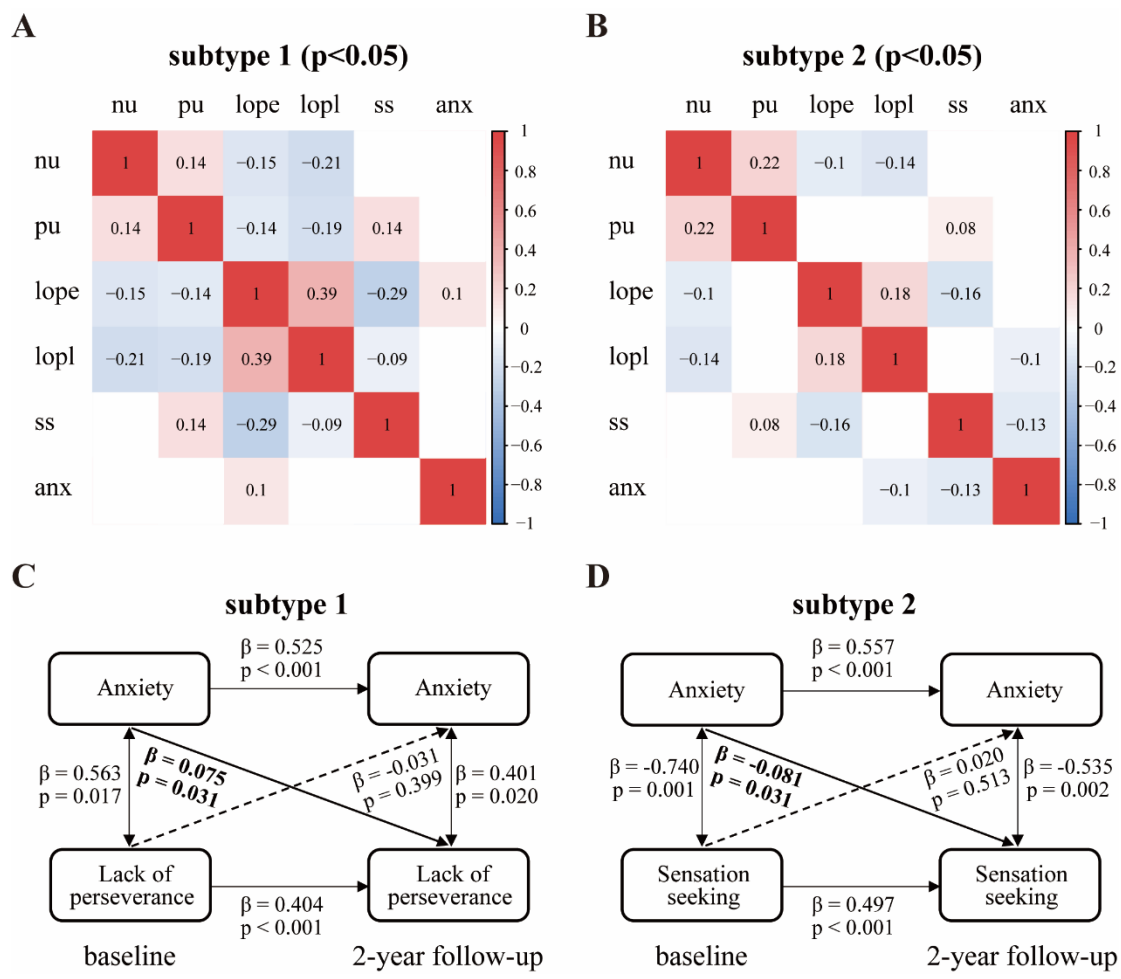 A
subtype 1 (p<0.05)
nu pu lope lopl ss anx
nu 1 0.14 −0.15 −0.21
pu 0.14 1 −0.14 −0.19 0.14
lope −0.15 −0.14 1 0.39 −0.29 0.1
lopl −0.21 −0.19 0.39 1 −0.09
ss 0.14 −0.29 −0.09 1
anx 0.1 1
1
0.8
0.6
0.4
0.2
0
−0.2
−0.4
−0.6
−0.8
−1
B
subtype 2 (p<0.05)
nu pu lope lopl ss anx
nu 1 0.22 −0.1 −0.14
pu 0.22 1 0.08
lope −0.1 1 0.18 −0.16
lopl −0.14 0.18 1 −0.1
ss 0.08 −0.16 1 −0.13
anx −0.1 −0.13 1
1
0.8
0.6
0.4
0.2
0
−0.2
−0.4
−0.6
−0.8
−1
C
subtype 1
β = 0.525
p < 0.001
Anxiety
Anxiety
β = 0.563
p = 0.017
β = 0.075
p = 0.031
β = -0.031
p = 0.399
β = 0.401
p = 0.020
Lack of
perseverance
Lack of
perseverance
β = 0.404
p < 0.001
baseline
2-year follow-up
D
subtype 2
β = 0.557
p < 0.001
Anxiety
Anxiety
β = -0.740
p = 0.001
β = -0.081
p = 0.031
β = 0.020
p = 0.513
β = -0.535
p = 0.002
Sensation
seeking
Sensation
seeking
β = 0.497
p < 0.001
baseline
2-year follow-up